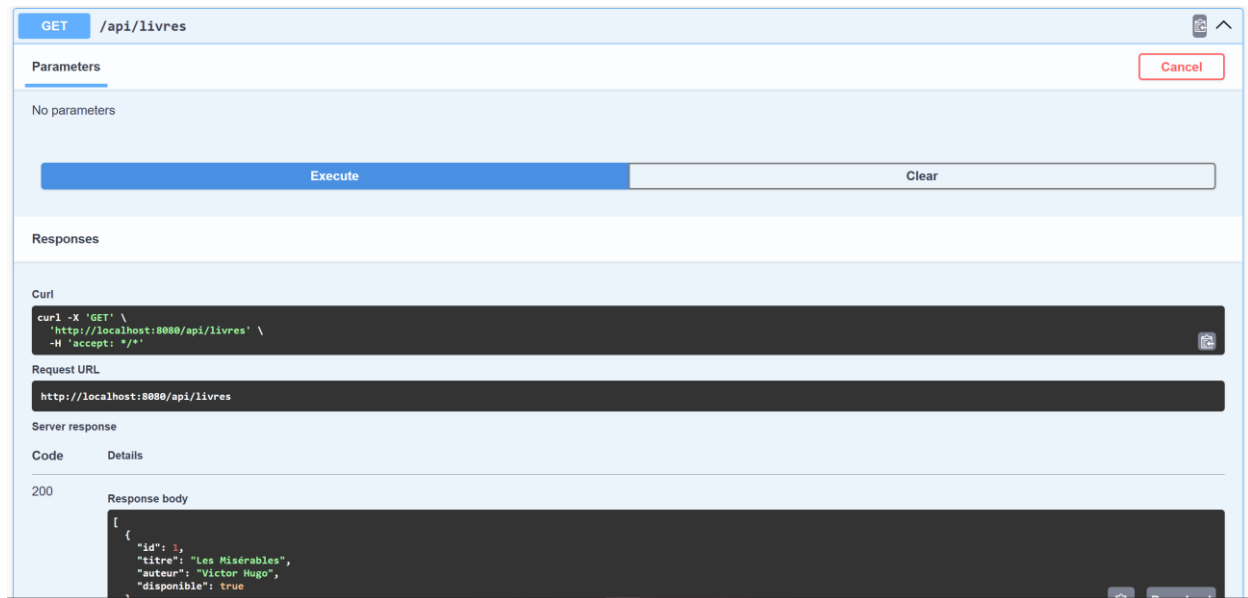 GET /api/livres
Parameters
Cancel
No parameters
Execute
Clear
Responses
Curl
curl -X 'GET' \
'http://localhost:8080/api/livres' \
-H 'accept: */*'
Request URL
http://localhost:8080/api/livres
Server response
Code Details
200
Response body
[
{
"id": 1,
"titre": "Les Misérables",
"auteur": "Victor Hugo",
"disponible": true